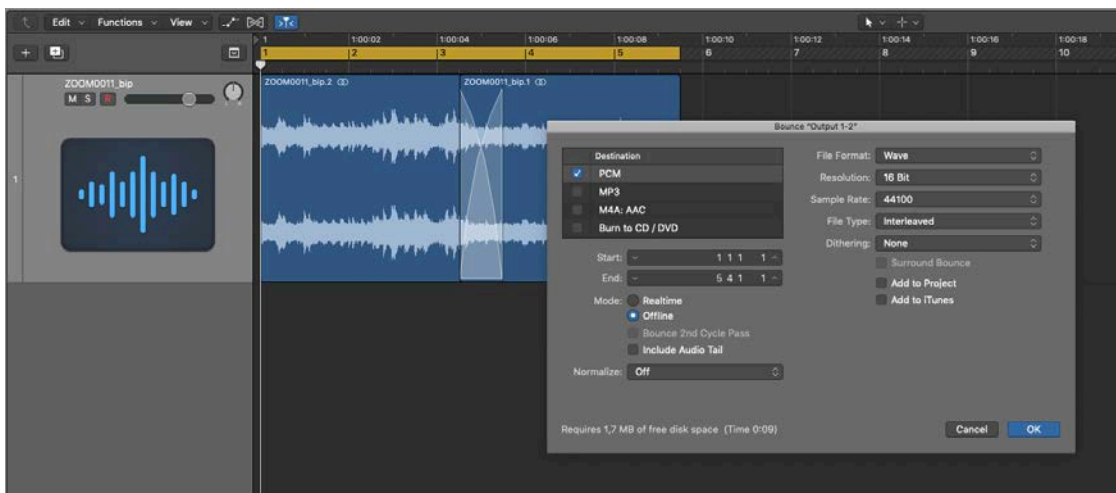 Edit Functions View
1 1:00:02 1:00:04 1:00:06 1:00:08 1:00:10 1:00:12 1:00:14 1:00:16 1:00:18
1 2 3 4 5 6 7 8 9 10
ZOOM0011_bip
M S R
1
ZOOM0011_bip.2
ZOOM0011_bip.1
Bounce "Output 1-2"
Destination
PCM
MP3
M4A: AAC
Burn to CD / DVD
Start: 1 1 1 1
End: 5 4 1 1
Mode: Realtime
Offline
Bounce 2nd Cycle Pass
Include Audio Tail
Normalize: Off
File Format: Wave
Resolution: 16 Bit
Sample Rate: 44100
File Type: Interleaved
Dithering: None
Surround Bounce
Add to Project
Add to iTunes
Requires 1,7 MB of free disk space (Time 0:09)
Cancel OK